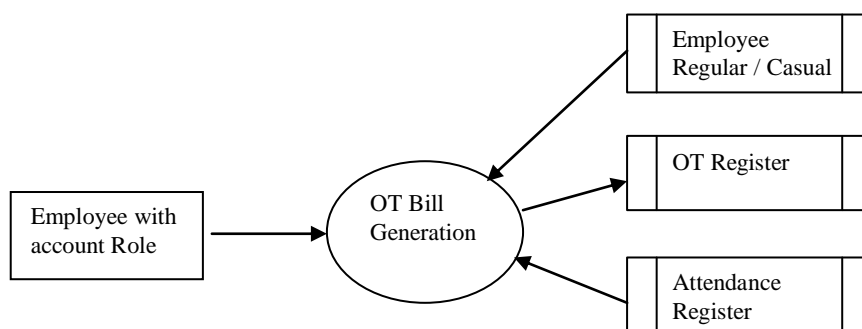 Employee
Regular / Casual
OT Register
Employee with
account Role
OT Bill
Generation
Attendance
Register